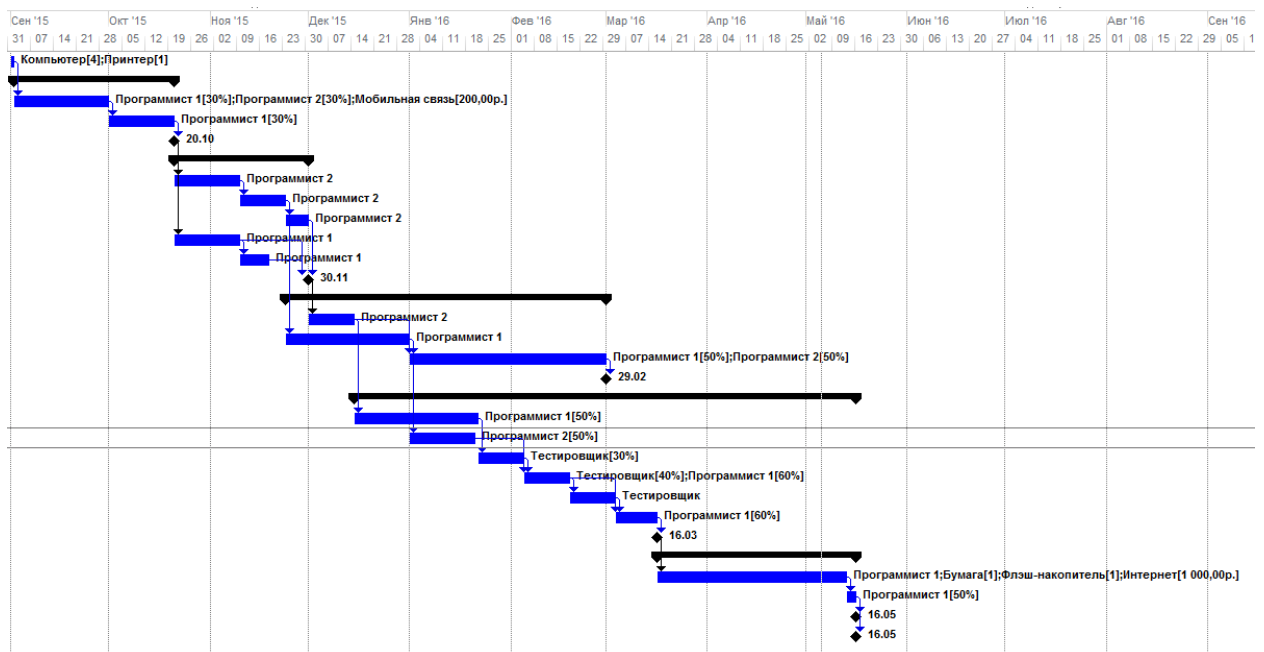 Сен '15 Окт '15 Ноя '15 Дек '15 Янв '16 Фев '16 Мар '16 Апр '16 Май '16 Июн '16 Июл '16 Авг '16 Сен '16
31 07 14 21 28 05 12 19 26 02 09 16 23 30 07 14 21 28 04 11 18 25 01 08 15 22 29 07 14 21 28 04 11 18 25 02 09 16 23 30 06 13 20 27 04 11 18 25 01 08 15 22 29 05 1
Компьютер[4];Принтер[1]
Программист 1[30%];Программист 2[30%];Мобильная связь[200,00р.]
Программист 1[30%]
20.10
Программист 2
Программист 2
Программист 2
Программист 1
Программист 1
30.11
Программист 2
Программист 1
Программист 1[50%];Программист 2[50%]
29.02
Программист 1[50%]
Программист 2[50%]
Тестировщик[30%]
Тестировщик[40%];Программист 1[60%]
Тестировщик
Программист 1[60%]
16.03
Программист 1;Бумага[1];Флэш-накопитель[1];Интернет[1 000,00р.]
Программист 1[50%]
16.05
16.05